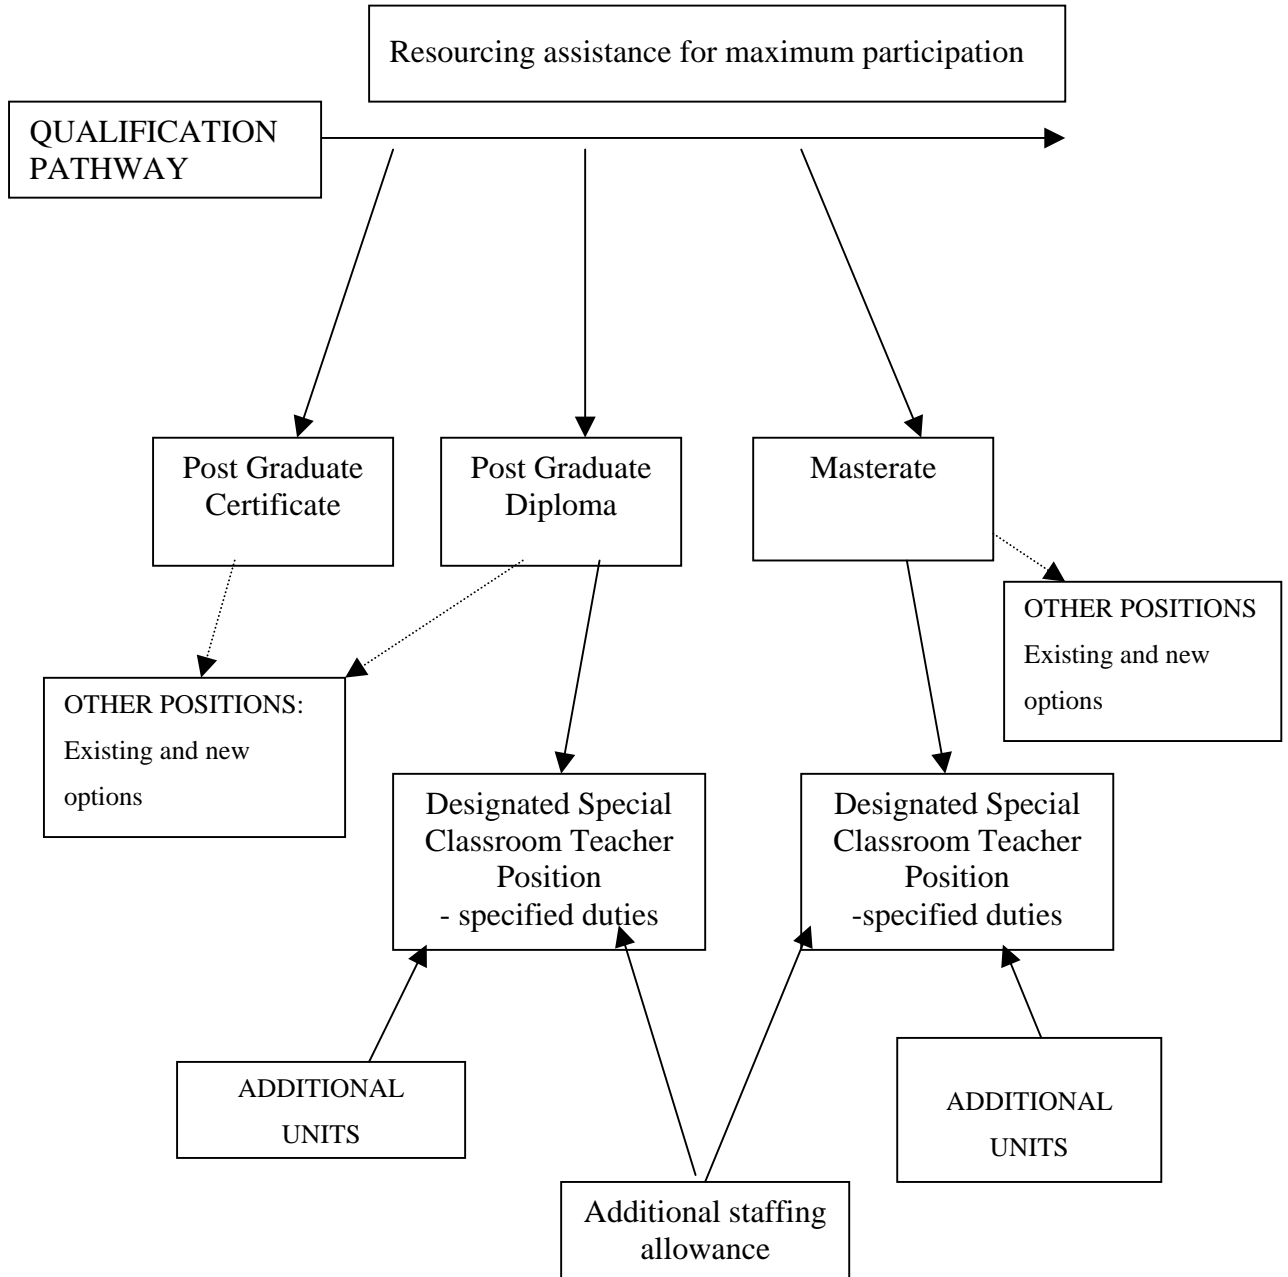 Resourcing assistance for maximum participation
QUALIFICATION
PATHWAY
Post Graduate
Certificate
Post Graduate
Diploma
Masterate
OTHER POSITIONS
Existing and new
options
OTHER POSITIONS:
Existing and new
options
Designated Special
Classroom Teacher
Position
- specified duties
Designated Special
Classroom Teacher
Position
-specified duties
ADDITIONAL
UNITS
ADDITIONAL
UNITS
Additional staffing
allowance